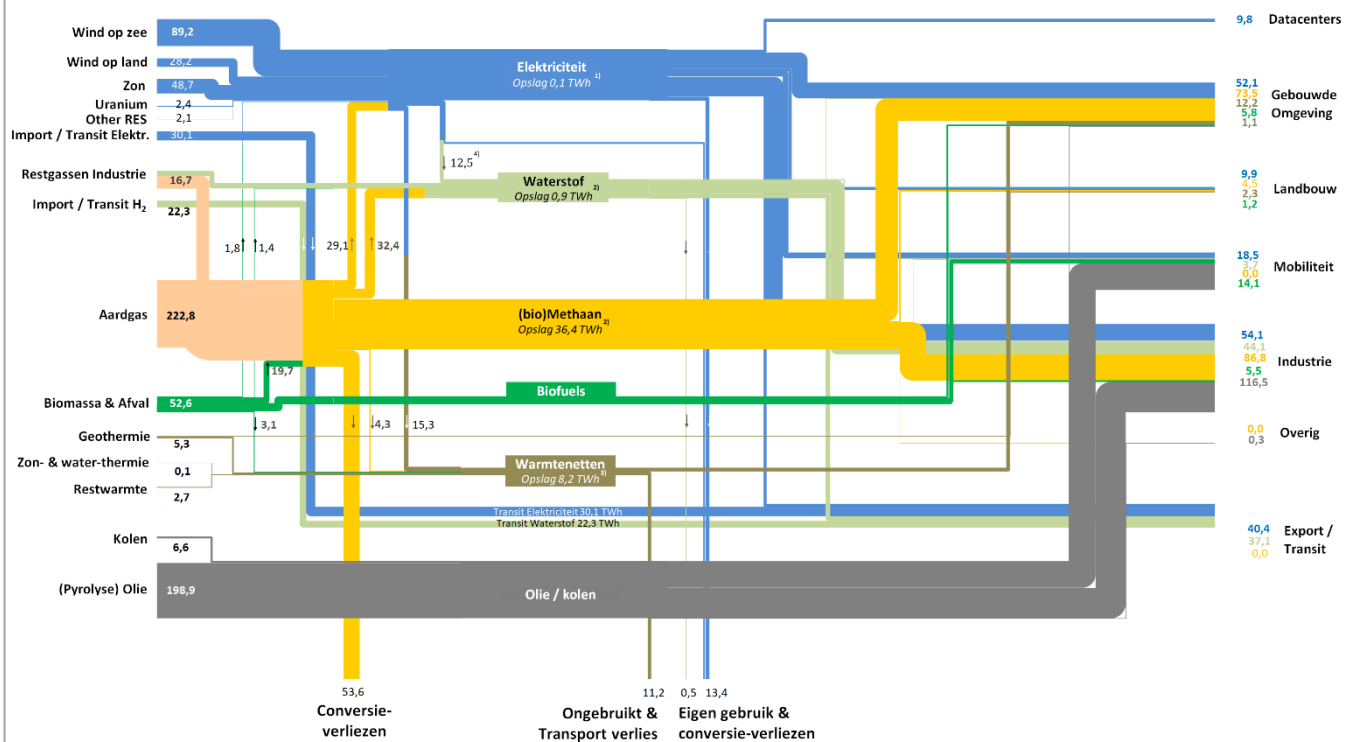 Wind op zee
89,2
Wind op land
28,2
Zon
48,7
Uranium
2,4
Other RES
2,1
Import / Transit Elektr.
30,1
Restgassen Industrie
16,7
Import / Transit H2
22,3
Aardgas
222,8
Biomassa & Afval
52,6
Geothermie
5,3
Zon- & water-thermie
0,1
Restwarmte
2,7
Kolen
6,6
(Pyrolyse) Olie
198,9
Elektriciteit
Opslag 0,1 TWh 1)
12,5 4)
Waterstof
Opslag 0,9 TWh 2)
1,8
1,4
29,1
32,4
(bio)Methaan
Opslag 36,4 TWh 2)
19,7
Biofuels
3,1
4,3
15,3
Warmtenetten
Opslag 8,2 TWh 3)
Transit Elektriciteit 30,1 TWh
Transit Waterstof 22,3 TWh
Olie / kolen
9,8
Datacenters
52,1
73,5
12,2
5,8
1,1
Gebouwde
Omgeving
9,9
4,5
2,3
1,2
Landbouw
18,5
3,7
0,0
14,1
Mobiliteit
54,1
44,1
86,8
5,5
116,5
Industrie
0,0
0,3
Overig
40,4
37,1
0,0
Export /
Transit
53,6
Conversie-
verliezen
11,2
Ongebruikt &
Transport verlies
0,5
13,4
Eigen gebruik &
conversie-verliezen